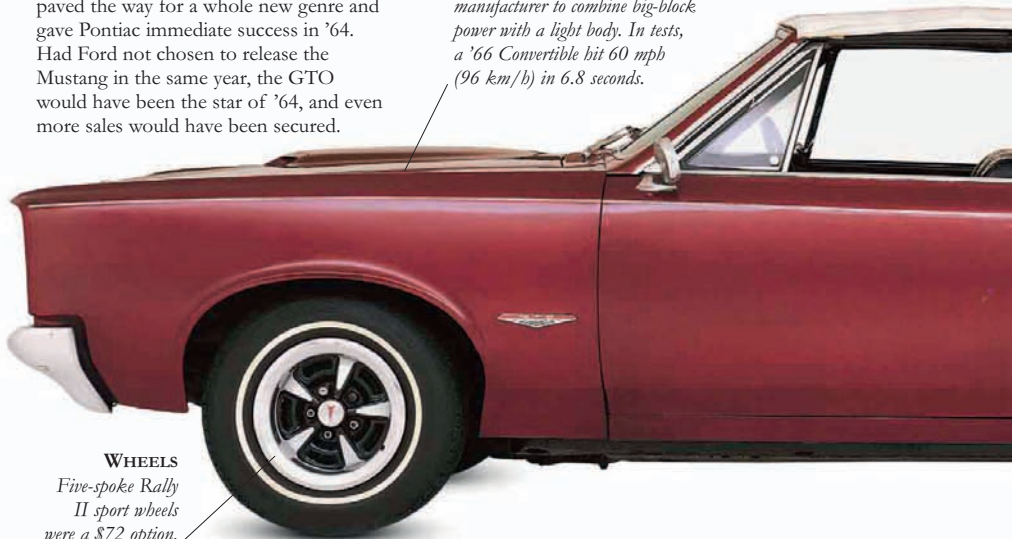 paved the way for a whole new genre and
gave Pontiac immediate success in ’64.
Had Ford not chosen to release the
Mustang in the same year, the GTO
would have been the star of ’64, and even
more sales would have been secured.
manufacturer to combine big-block
power with a light body. In tests,
a ’66 Convertible hit 60 mph
(96 km/h) in 6.8 seconds.
WHEELS
Five-spoke Rally
II sport wheels
were a $72 option.